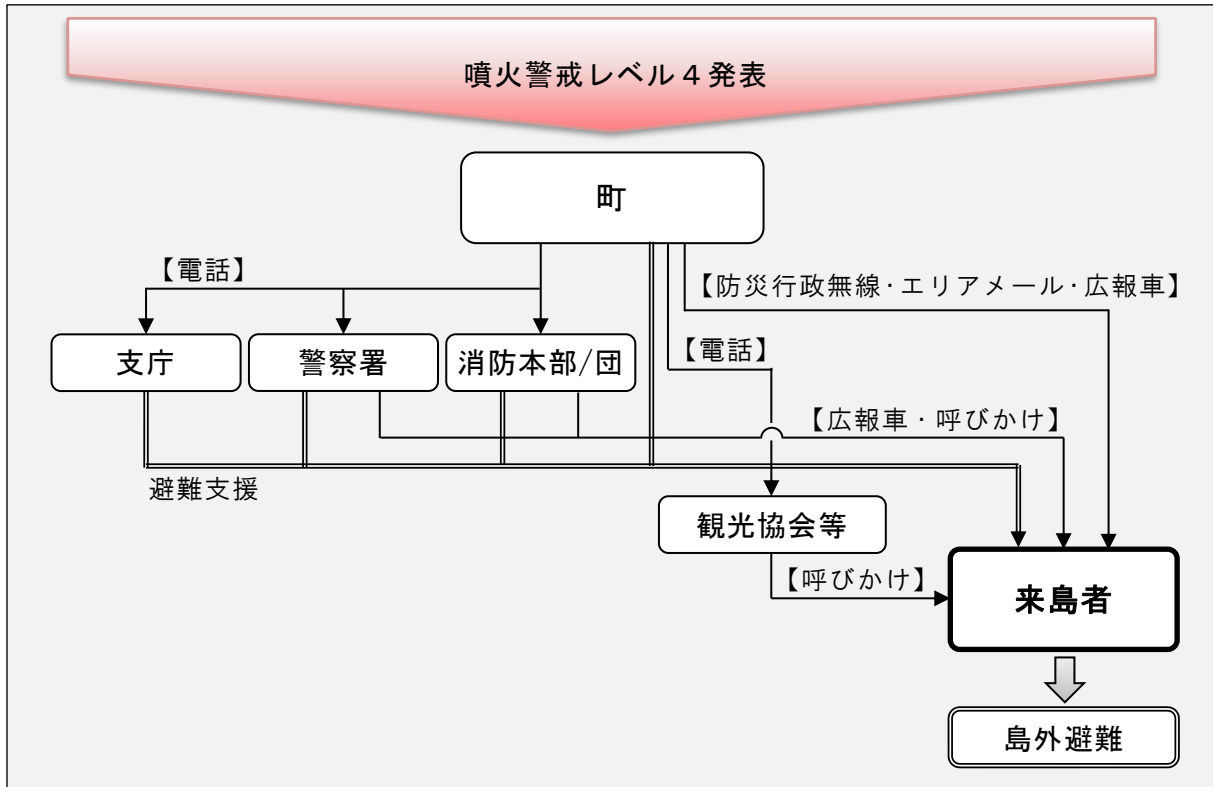 噴火警戒レベル４発表
町
【電話】
【防災行政無線・エリアメール・広報車】
支庁
警察署
消防本部/団
【電話】
【広報車・呼びかけ】
避難支援
観光協会等
【呼びかけ】
来島者
島外避難